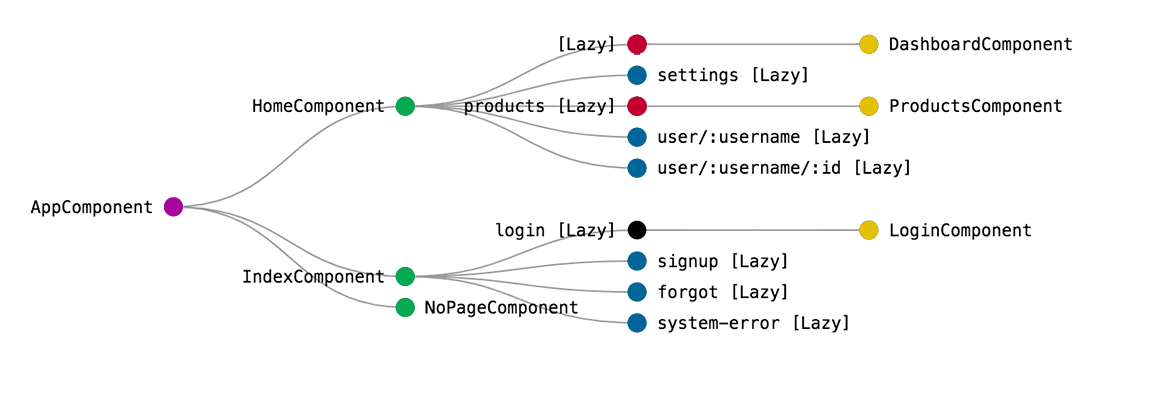 [Lazy]
DashboardComponent
settings [Lazy]
HomeComponent
products [Lazy]
ProductsComponent
user/:username [Lazy]
user/:username/:id [Lazy]
AppComponent
login [Lazy]
LoginComponent
signup [Lazy]
IndexComponent
forgot [Lazy]
NoPageComponent
system-error [Lazy]